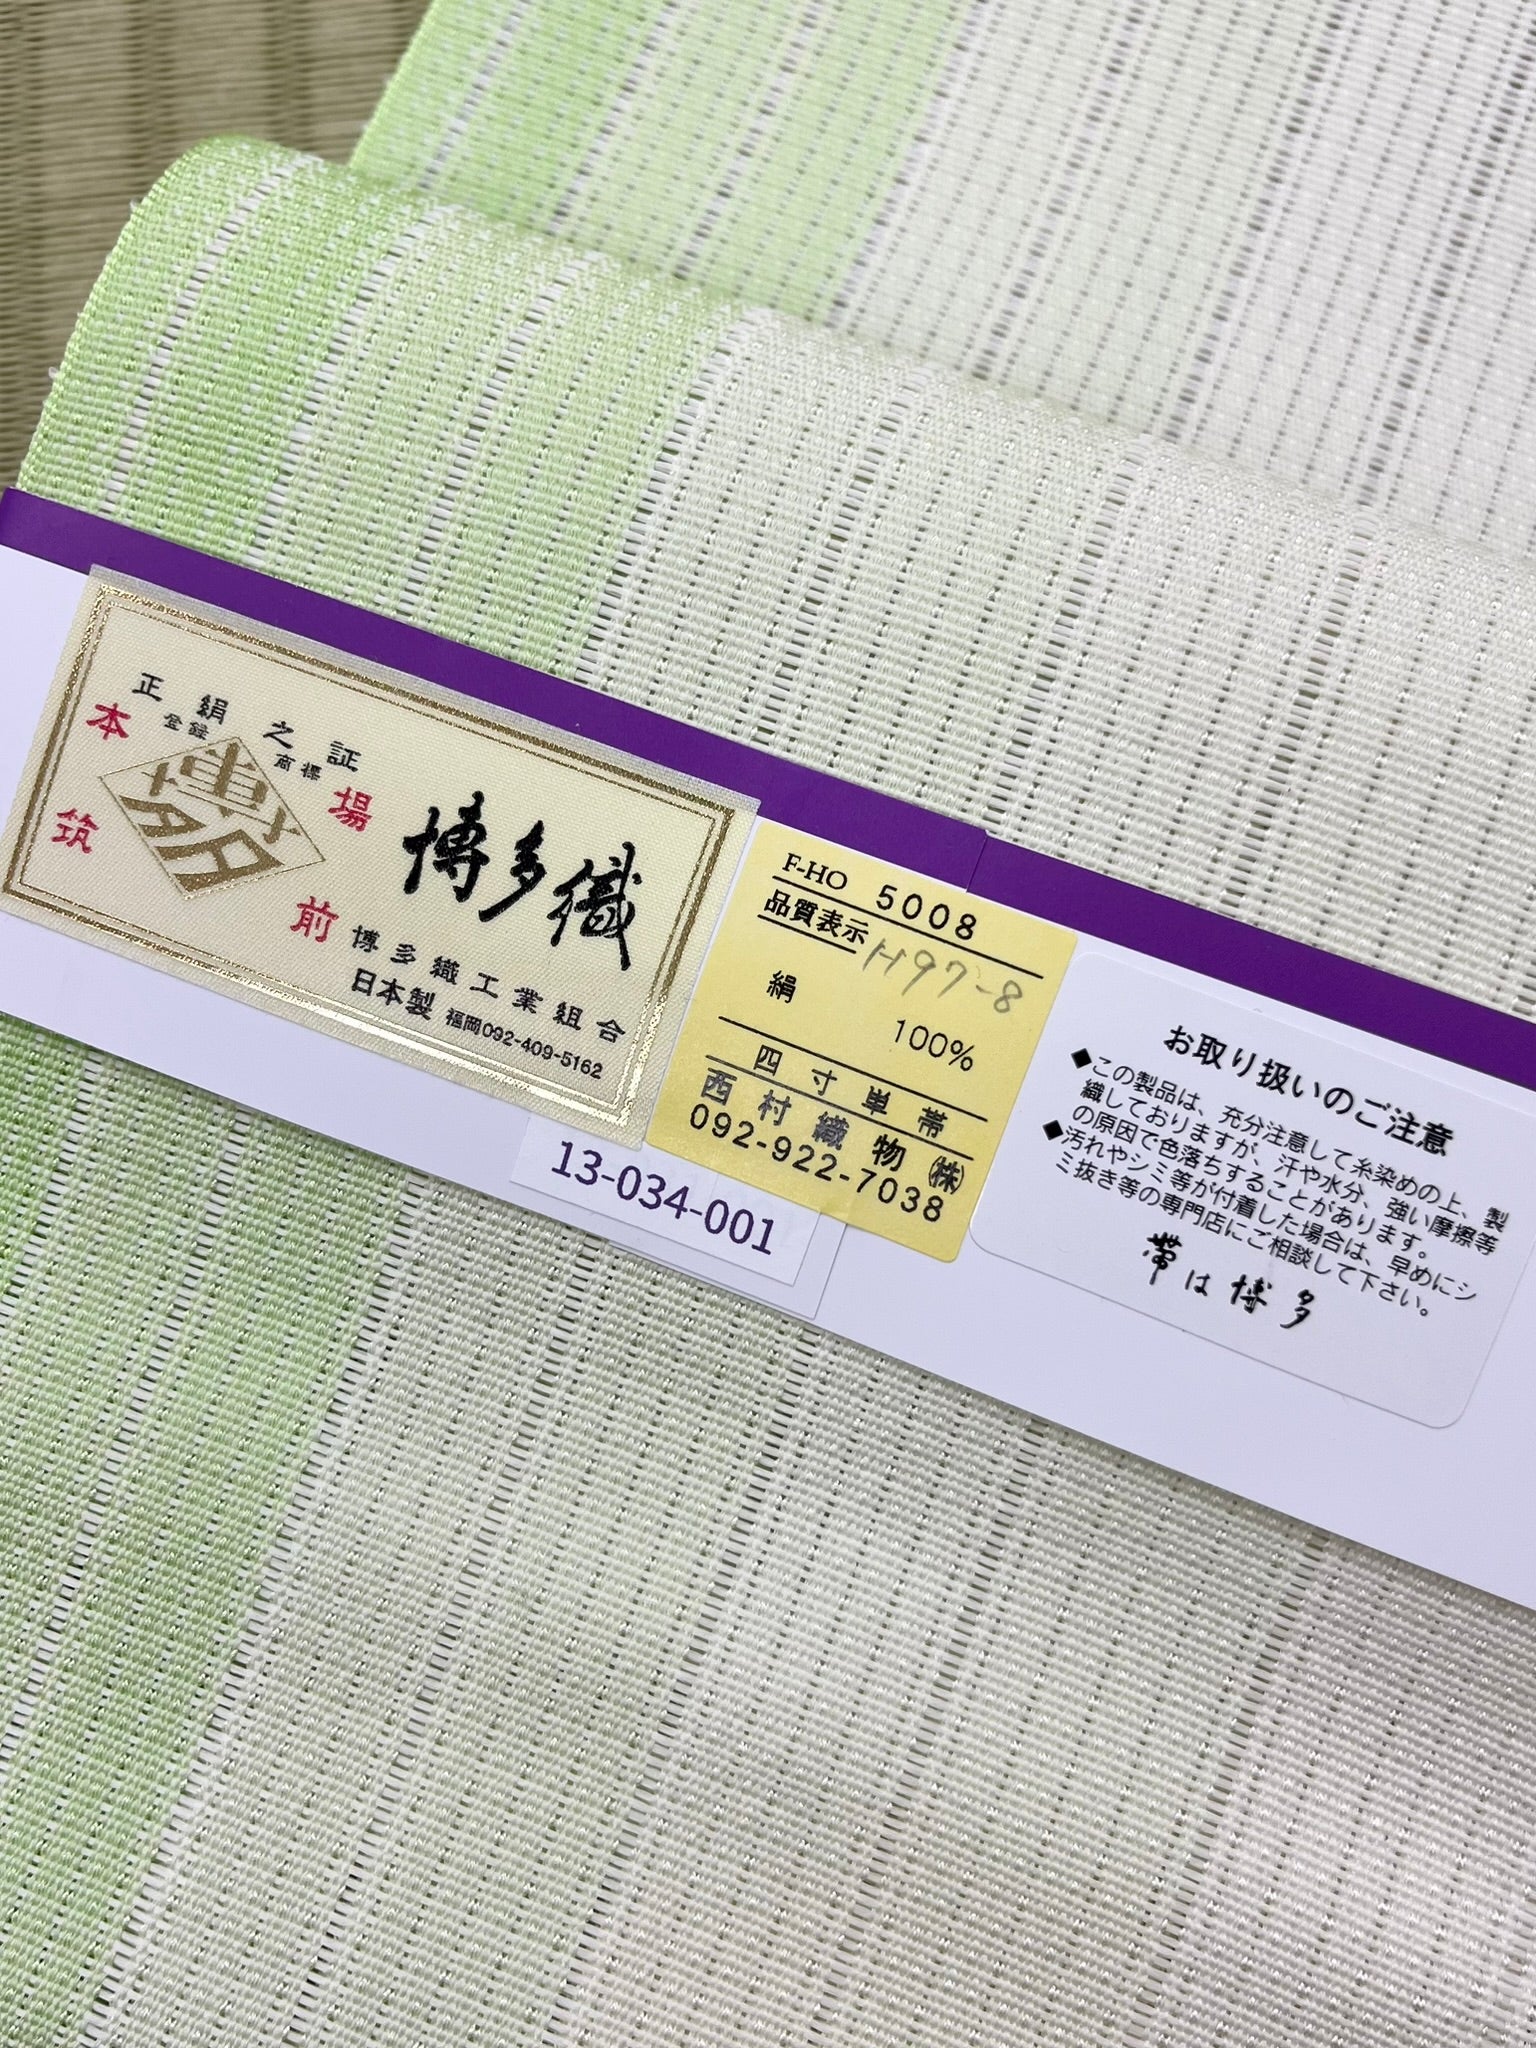 正絹之証
登録商標
本場
筑前
博多
博多織
博多織工業組合
日本製 福岡092-409-5162
F-HO 5008
品質表示 H97-8
絹 100%
四寸単帯
西村織物㈱
092-922-7038
13-034-001
お取り扱いのご注意
◆この製品は、充分注意して糸染めの上、製
織しておりますが、汗や水分、強い摩擦等
の原因で色落ちすることがあります。
◆汚れやシミ等が付着した場合は、早めにシ
ミ抜き等の専門店にご相談して下さい。
帯は博多